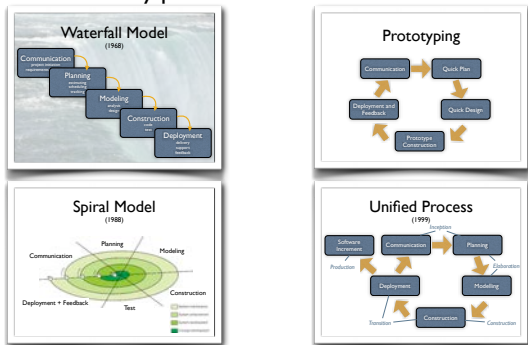 Waterfall Model
(1968)
Communication
project initiation
requirements
Planning
estimating
scheduling
tracking
Modeling
analysis
design
Construction
code
test
Deployment
delivery
support
feedback
Prototyping
Communication
Quick Plan
Deployment and
Feedback
Quick Design
Prototype
Construction
Spiral Model
(1988)
Planning
Communication
Modeling
Construction
Deployment + Feedback
Test
Unified Process
(1999)
Inception
Software
Increment
Communication
Planning
Production
Elaboration
Deployment
Modeling
Transition
Construction
Construction